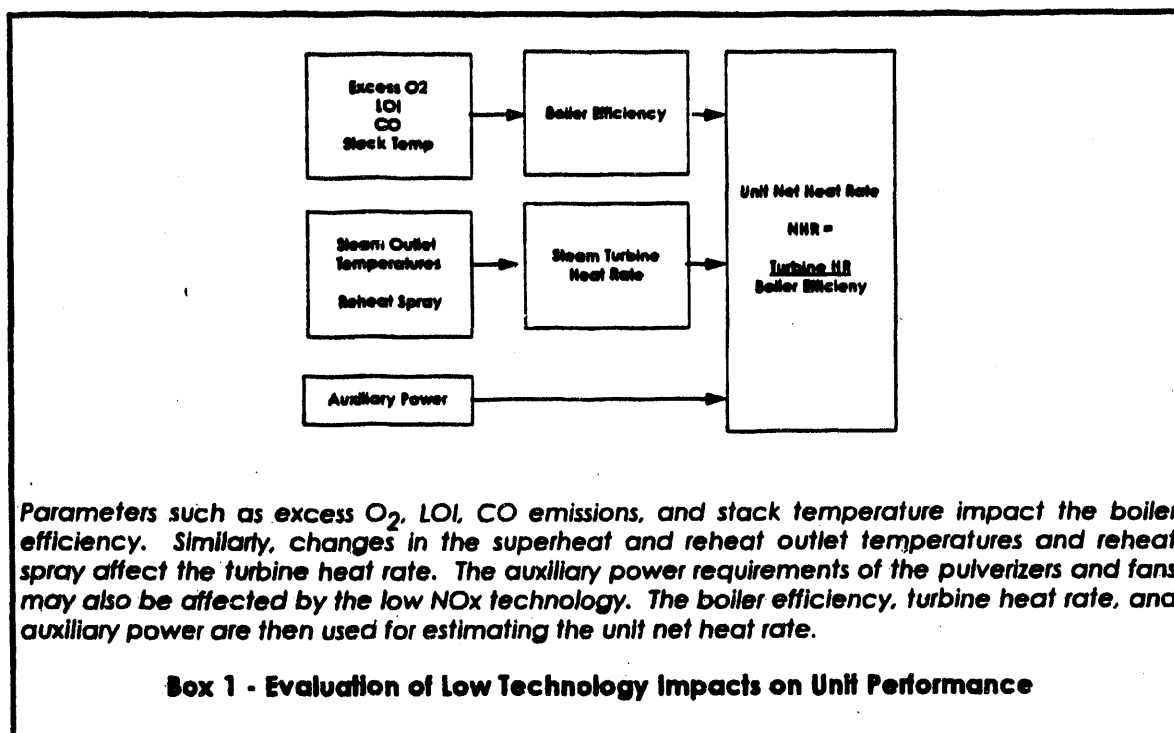 Excess O2
LOI
CO
Stack Temp
Boiler Efficiency
Steam Outlet
Temperatures
Reheat Spray
Steam Turbine
Heat Rate
Auxiliary Power
Unit Net Heat Rate
NHR =
Turbine HR
Boiler Efficieny
Parameters such as excess O2, LOI, CO emissions, and stack temperature impact the boiler
efficiency. Similarly, changes in the superheat and reheat outlet temperatures and reheat
spray affect the turbine heat rate. The auxiliary power requirements of the pulverizers and fans
may also be affected by the low NOx technology. The boiler efficiency, turbine heat rate, and
auxiliary power are then used for estimating the unit net heat rate.
Box 1 - Evaluation of Low Technology Impacts on Unit Performance